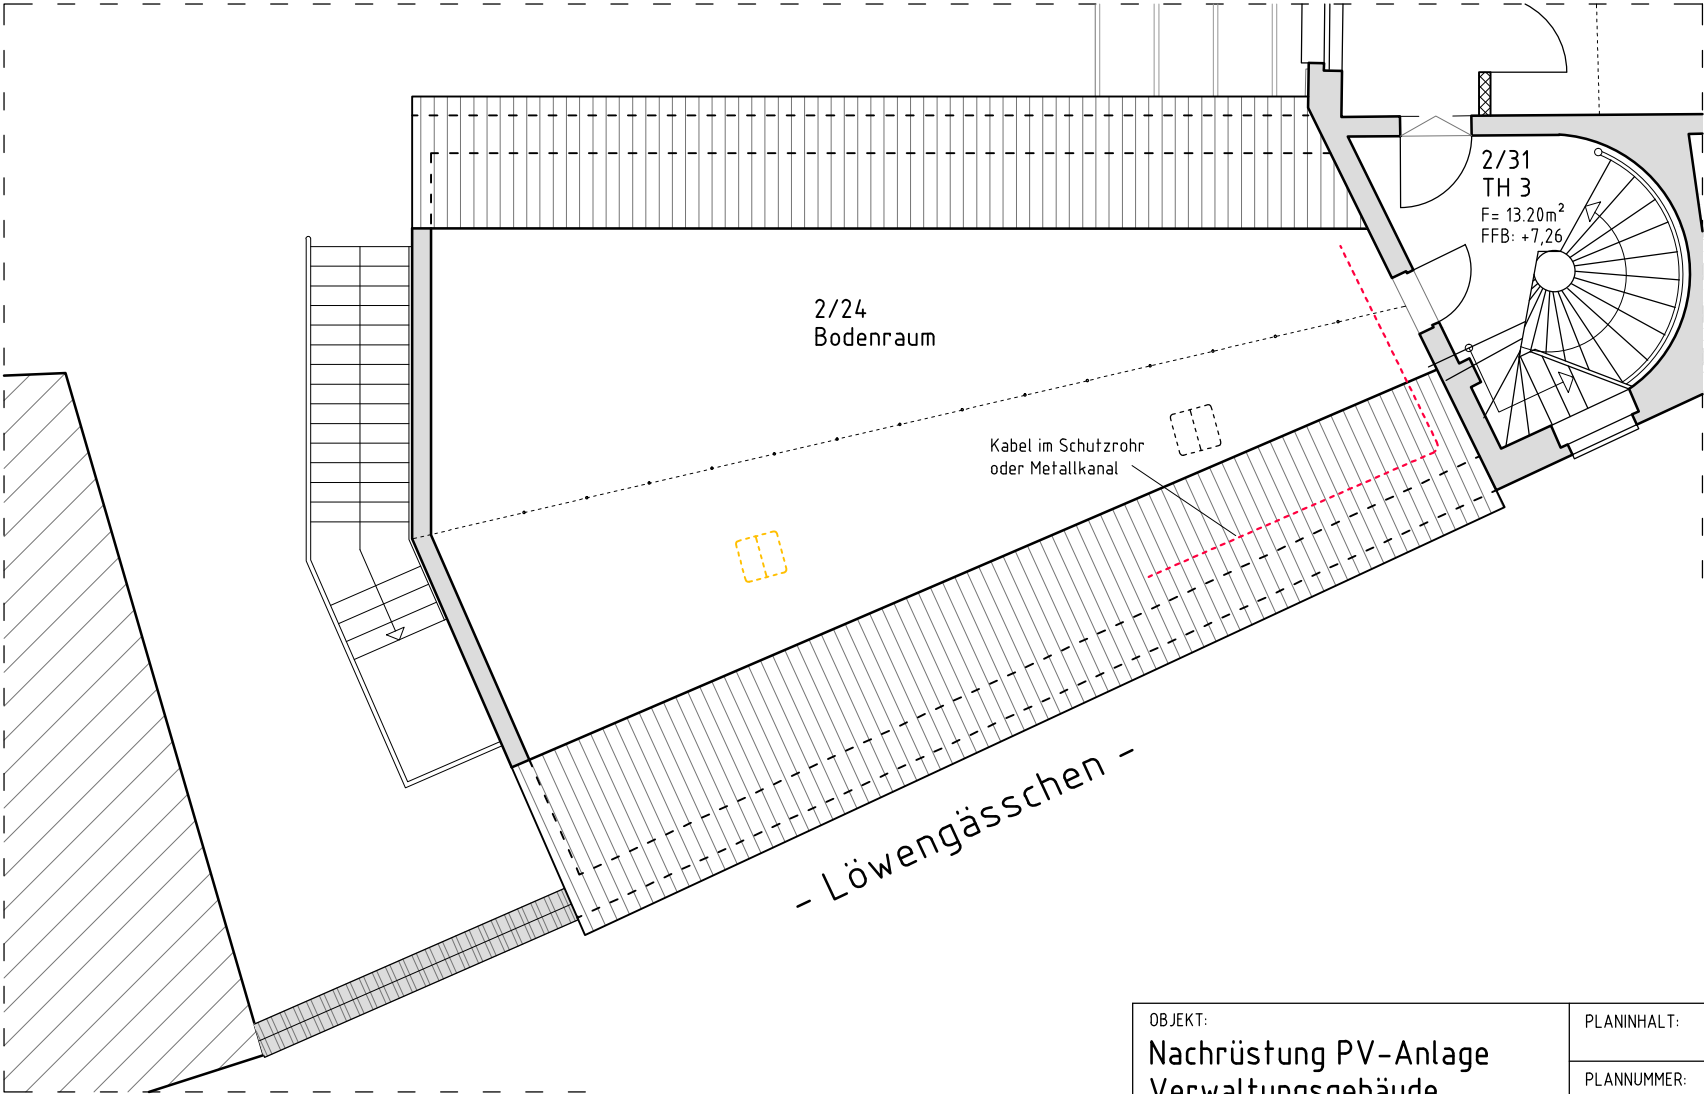 2/31
TH 3
F= 13.20m²
FFB: +7,26
2/24
Bodenraum
Kabel im Schutzrohr
oder Metallkanal
- Löwengässchen -
OBJEKT:
Nachrüstung PV-Anlage
Verwaltungsgebäude
PLANINHALT:
PLANNUMMER: